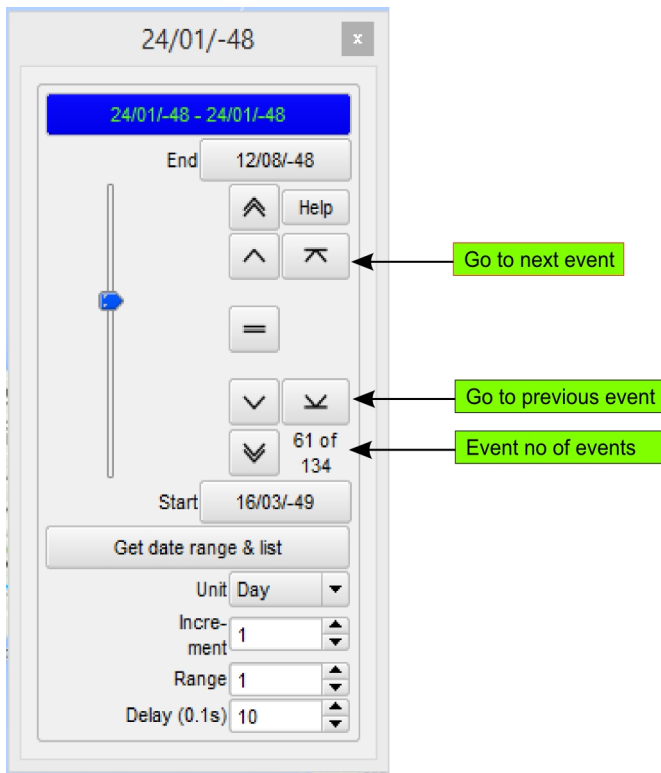 24/01/-48
x
24/01/-48 - 24/01/-48
End 12/08/-48
Help
Go to next event
Go to previous event
61 of
134
Event no of events
Start 16/03/-49
Get date range & list
Unit Day
Incre-
ment 1
Range 1
Delay (0.1s) 10